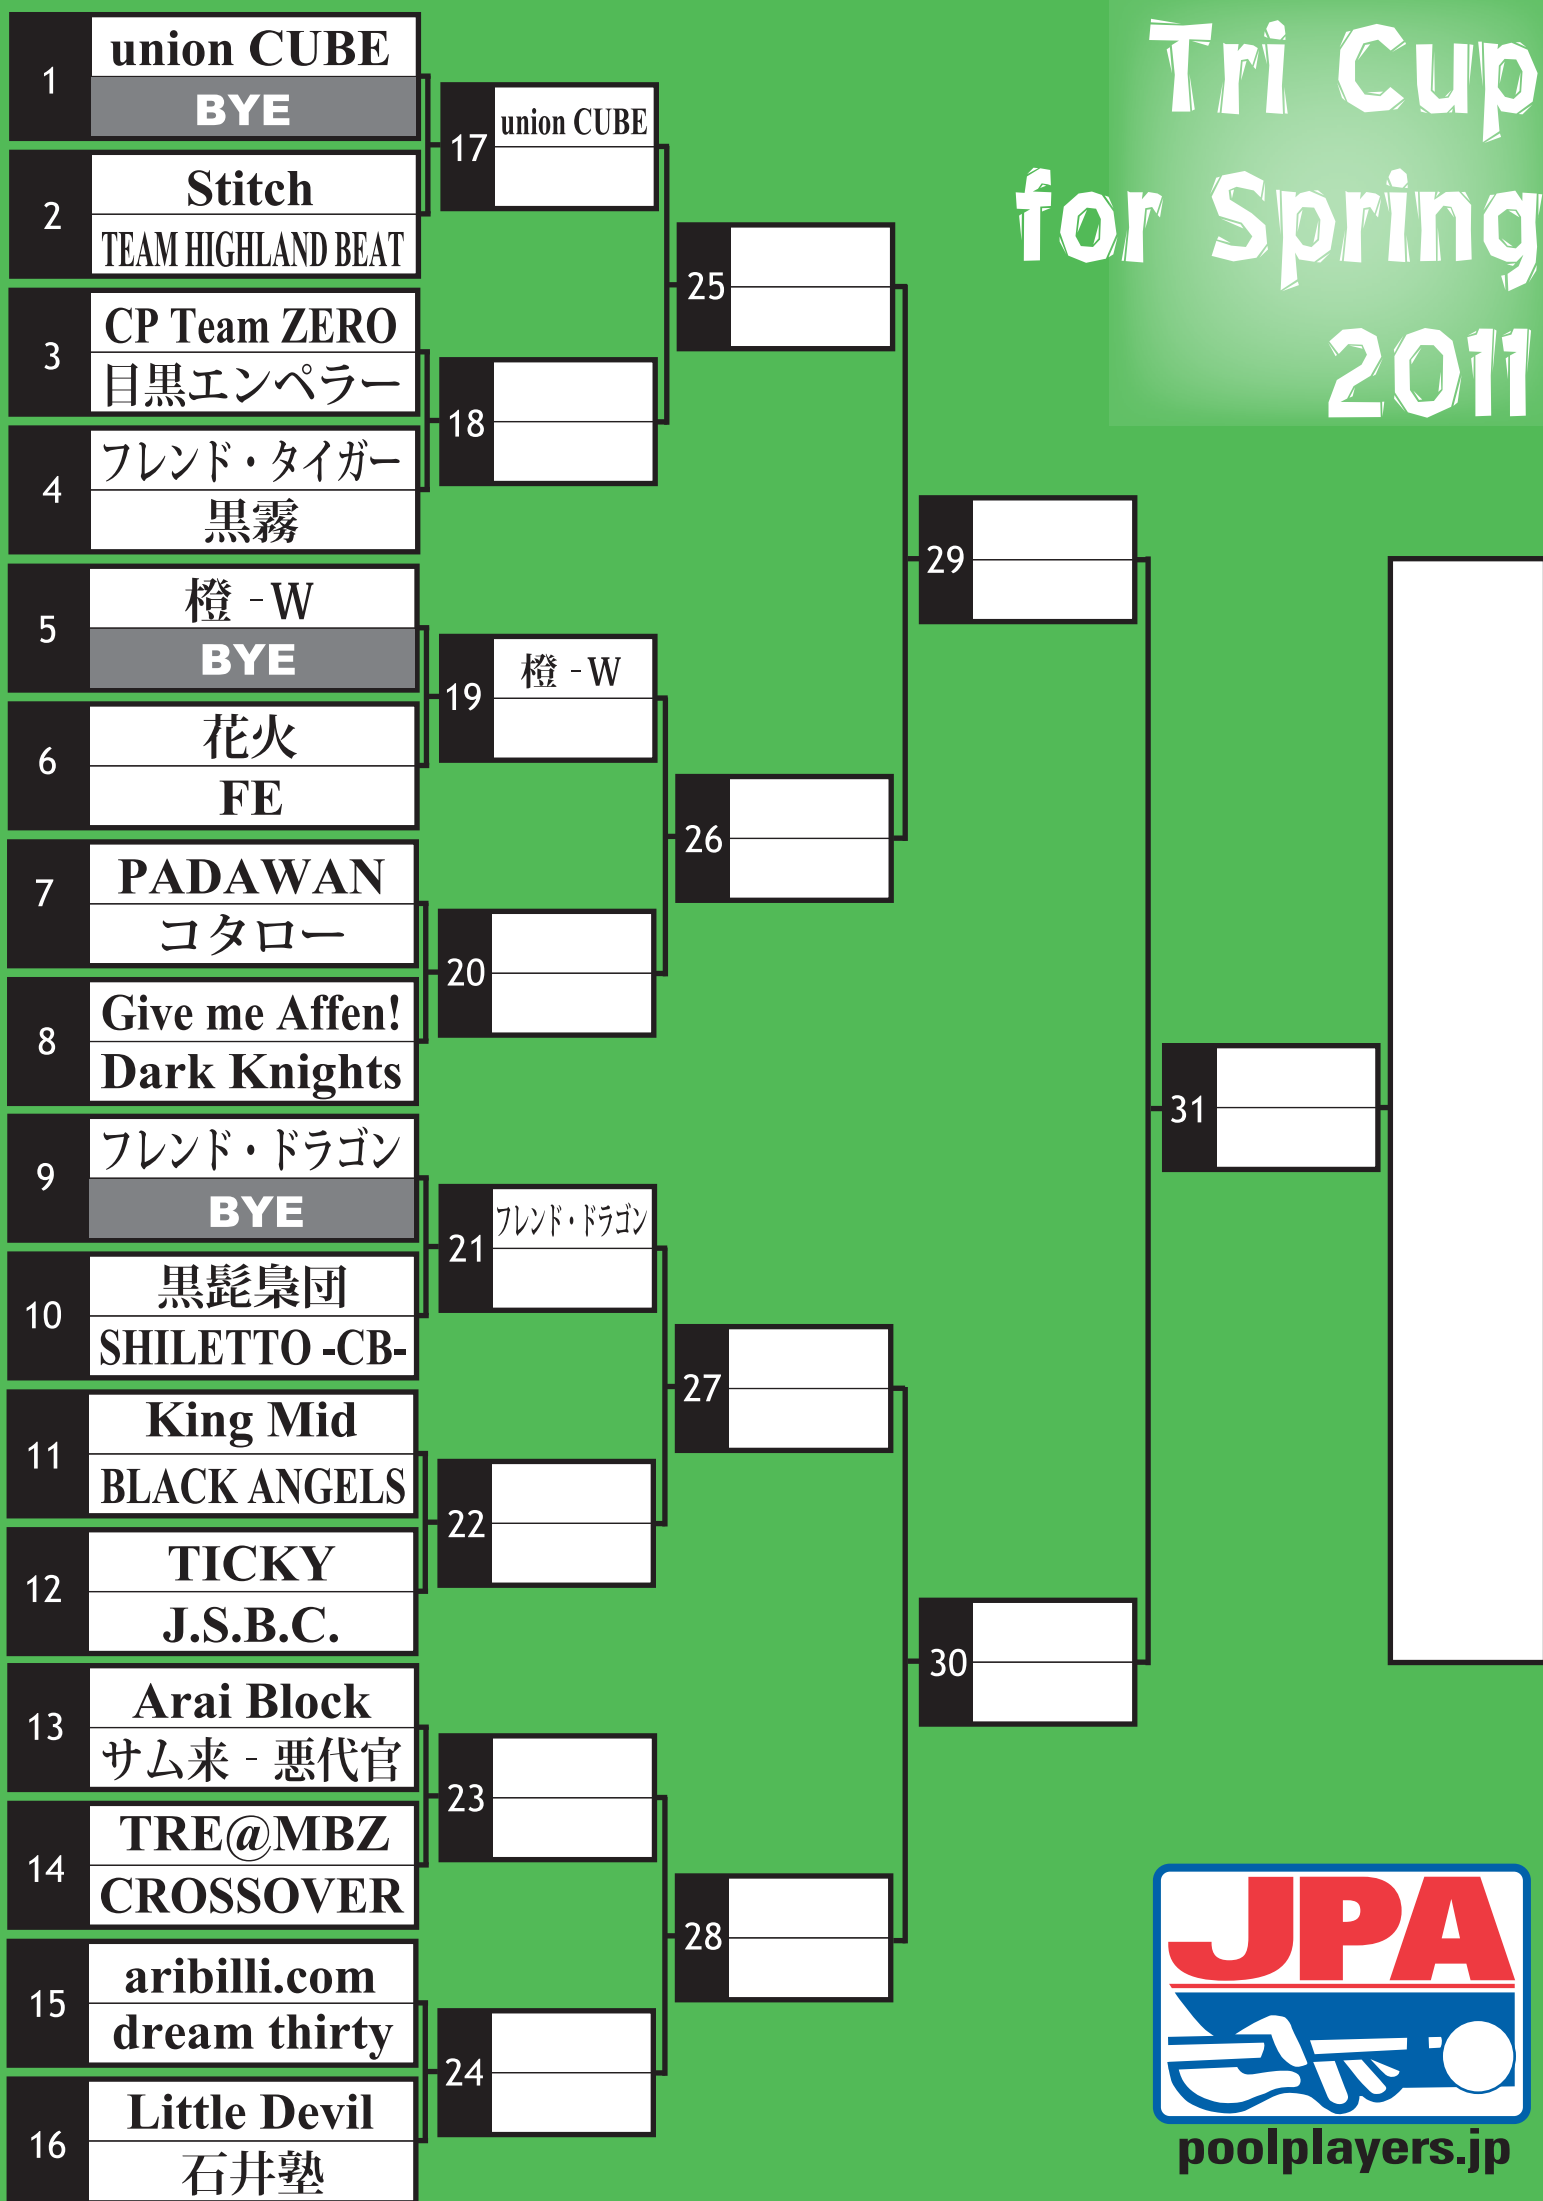 Tri Cup
for Spring
2011
1
union CUBE
BYE
2
Stitch
TEAM HIGHLAND BEAT
3
CP Team ZERO
目黒エンペラー
4
フレンド・タイガー
黒霧
5
橙 -W
BYE
6
花火
FE
7
PADAWAN
コタロー
8
Give me Affen!
Dark Knights
9
フレンド・ドラゴン
BYE
10
黒髭梟団
SHILETTO -CB-
11
King Mid
BLACK ANGELS
12
TICKY
J.S.B.C.
13
Arai Block
サム来 - 悪代官
14
TRE@MBZ
CROSSOVER
15
aribilli.com
dream thirty
16
Little Devil
石井塾
17
union CUBE
18
19
橙 -W
20
21
フレンド・ドラゴン
22
23
24
25
26
27
28
29
30
31
JPA
poolplayers.jp